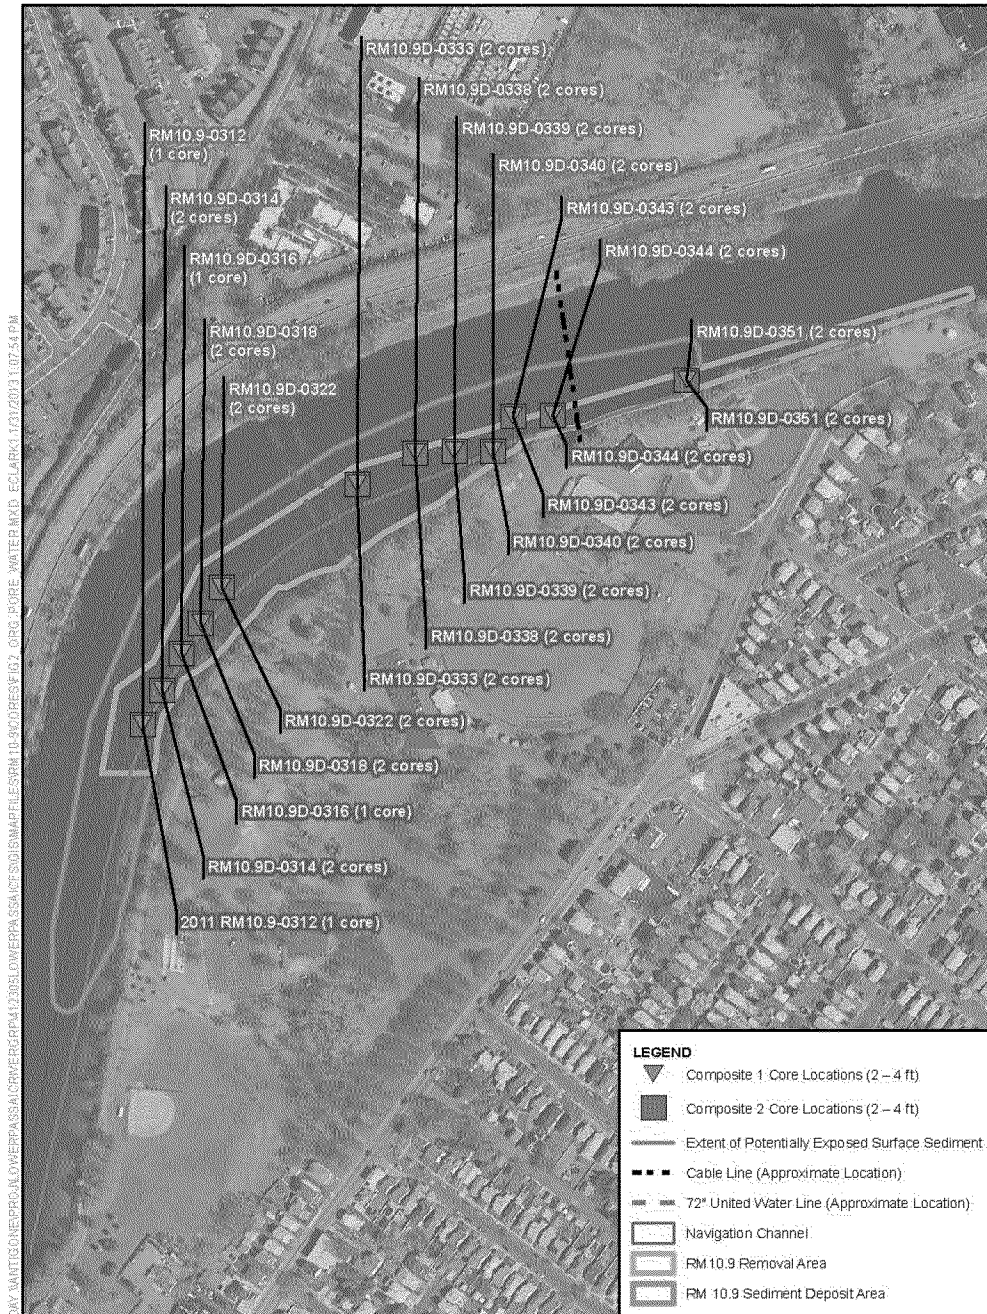 RM10.9D-0333 (2 cores)
RM10.9D-0338 (2 cores)
RM10.9-0312
(1 core)
RM10.9D-0339 (2 cores)
RM10.9D-0340 (2 cores)
RM10.9D-0314
(2 cores)
RM10.9D-0343 (2 cores)
RM10.9D-0316
(1 core)
RM10.9D-0344 (2 cores)
RM10.9D-0318
(2 cores)
RM10.9D-0351 (2 cores)
RM10.9D-0322
(2 cores)
RM10.9D-0351 (2 cores)
RM10.9D-0344 (2 cores)
RM10.9D-0343 (2 cores)
RM10.9D-0340 (2 cores)
RM10.9D-0339 (2 cores)
RM10.9D-0338 (2 cores)
RM10.9D-0333 (2 cores)
RM10.9D-0322 (2 cores)
RM10.9D-0318 (2 cores)
RM10.9D-0316 (1 core)
RM10.9D-0314 (2 cores)
2011 RM10.9-0312 (1 core)
LEGEND
Composite 1 Core Locations (2 – 4 ft)
Composite 2 Core Locations (2 – 4 ft)
Extent of Potentially Exposed Surface Sediment
Cable Line (Approximate Location)
72" United Water Line (Approximate Location)
Navigation Channel
RM 10.9 Removal Area
RM 10.9 Sediment Deposit Area
1/31/2013 1:07:54 PM